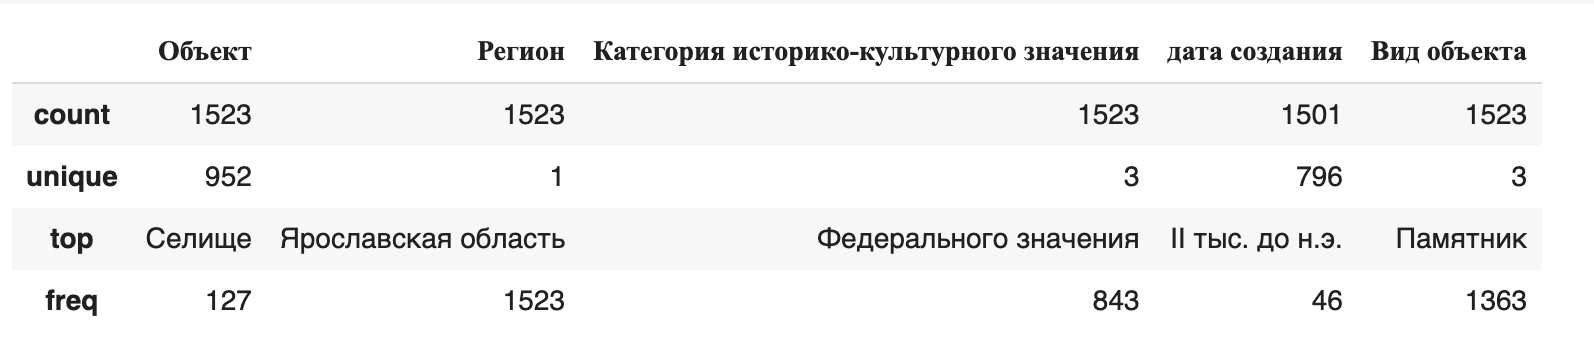 Объект Регион Категория историко-культурного значения дата создания Вид объекта
count 1523 1523 1523 1501 1523
unique 952 1 3 796 3
top Селище Ярославская область Федерального значения II тыс. до н.э. Памятник
freq 127 1523 843 46 1363